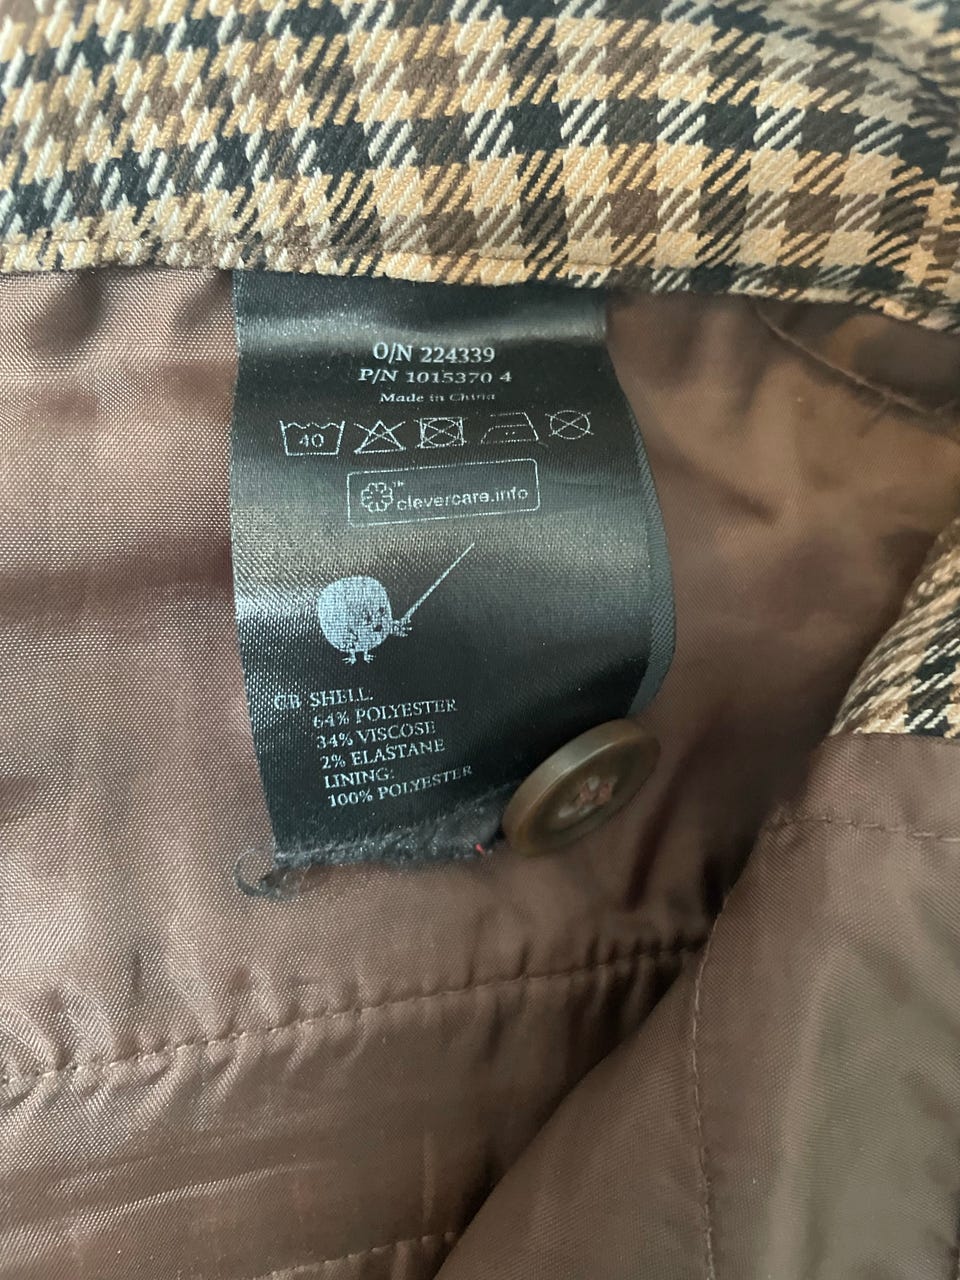 O/N 224339
P/N 1015370 4
Made in China
40
™ clevercare.info
GB SHELL:
64% POLYESTER
34% VISCOSE
2% ELASTANE
LINING:
100% POLYESTER